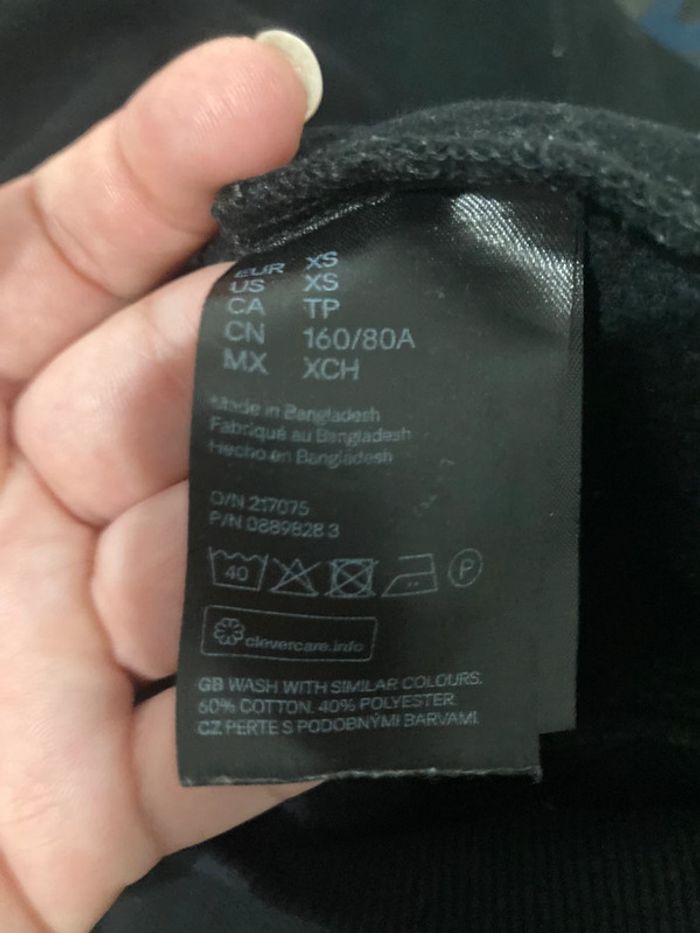 EUR XS
US XS
CA TP
CN 160/80A
MX XCH
Made in Bangladesh
Fabriqué au Bangladesh
Hecho en Bangladesh
O/N 217075
P/N 0889828 3
40 P
clevercare.info
GB WASH WITH SIMILAR COLOURS.
60% COTTON. 40% POLYESTER.
CZ PERTE S PODOBNÝMI BARVAMI.